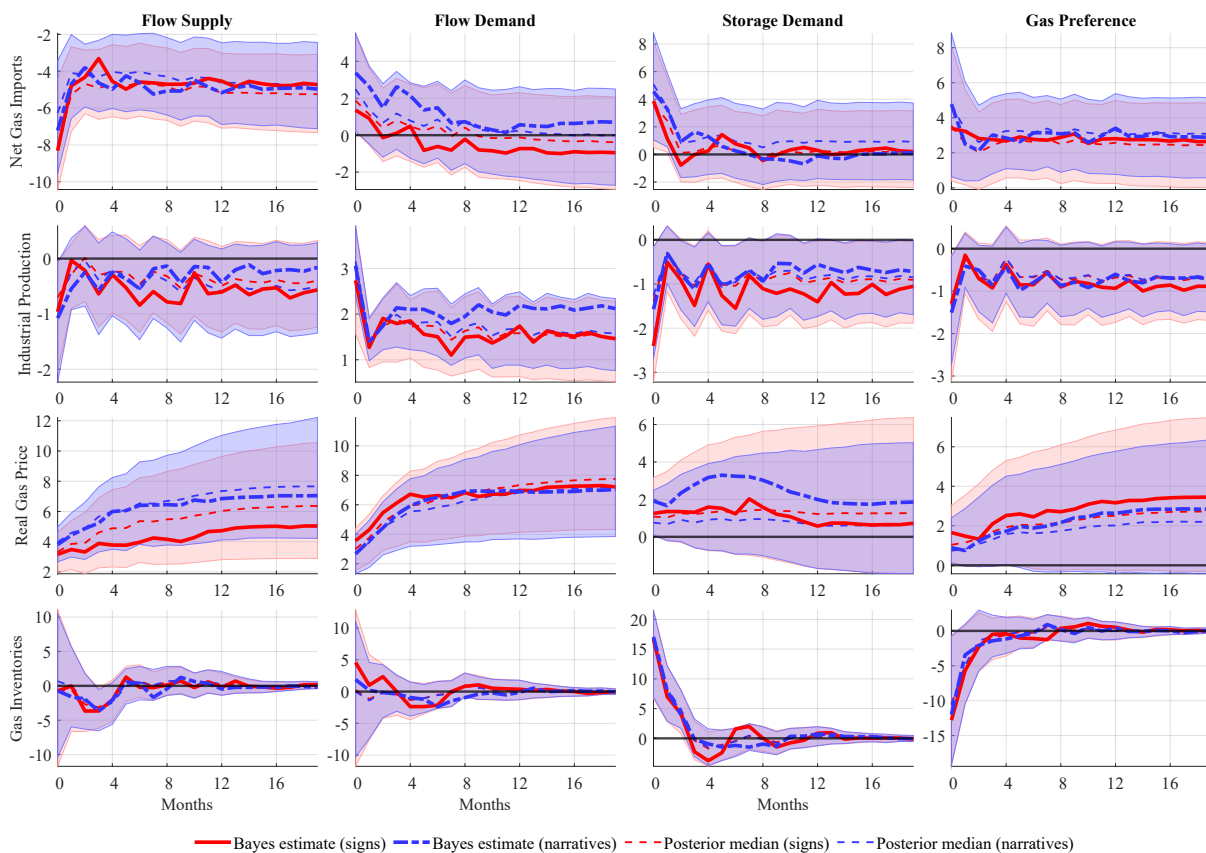 Flow Supply Flow Demand Storage Demand Gas Preference
Net Gas Imports
-2 -4 -6 -8 -10
0 4 8 12 16
4 2 0 -2
0 4 8 12 16
8 6 4 2 0 -2
0 4 8 12 16
8 6 4 2 0
0 4 8 12 16
Industrial Production
0 -2
0 4 8 12 16
3 2 1
0 4 8 12 16
0 -1 -2 -3
0 4 8 12 16
0 -1 -2 -3
0 4 8 12 16
Real Gas Price
12 10 8 6 4 2
0 4 8 12 16
10 8 6 4 2
0 4 8 12 16
6 4 2 0
0 4 8 12 16
6 4 2 0
0 4 8 12 16
Gas Inventories
10 5 0 -5 -10
0 4 8 12 16
Months
10 5 0 -5 -10
0 4 8 12 16
Months
20 15 10 5 0
0 4 8 12 16
Months
0 -5 -10 -15
0 4 8 12 16
Months
Bayes estimate (signs) Bayes estimate (narratives) Posterior median (signs) Posterior median (narratives)